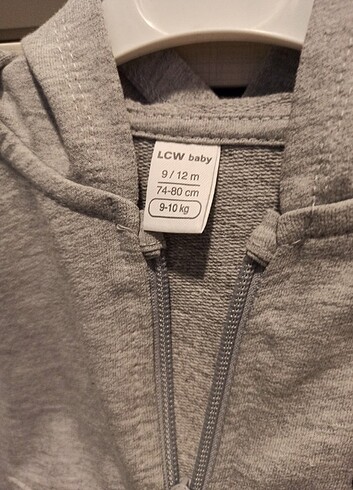 LCW baby
9 / 12 m
74-80 cm
9-10 kg